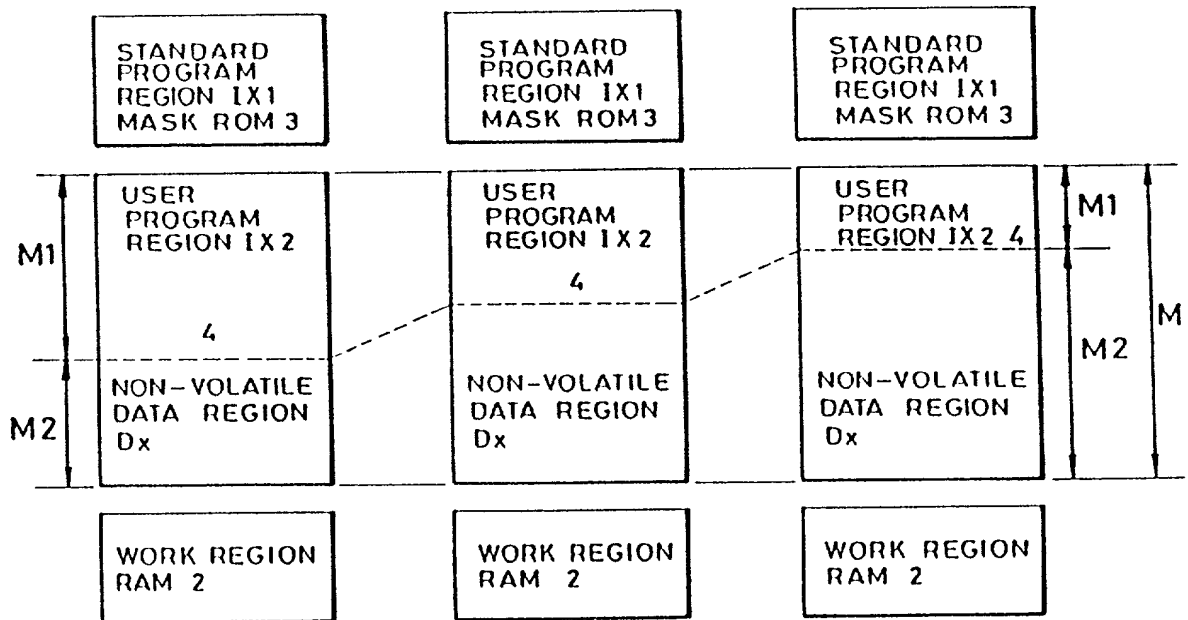 STANDARD
PROGRAM
REGION IX1
MASK ROM 3
STANDARD
PROGRAM
REGION IX1
MASK ROM 3
STANDARD
PROGRAM
REGION IX1
MASK ROM 3
M1
M2
USER
PROGRAM
REGION IX2
4
NON-VOLATILE
DATA REGION
Dx
USER
PROGRAM
REGION IX2
4
NON-VOLATILE
DATA REGION
Dx
USER
PROGRAM
REGION IX2 4
NON-VOLATILE
DATA REGION
Dx
M1
M2
M
WORK REGION
RAM 2
WORK REGION
RAM 2
WORK REGION
RAM 2